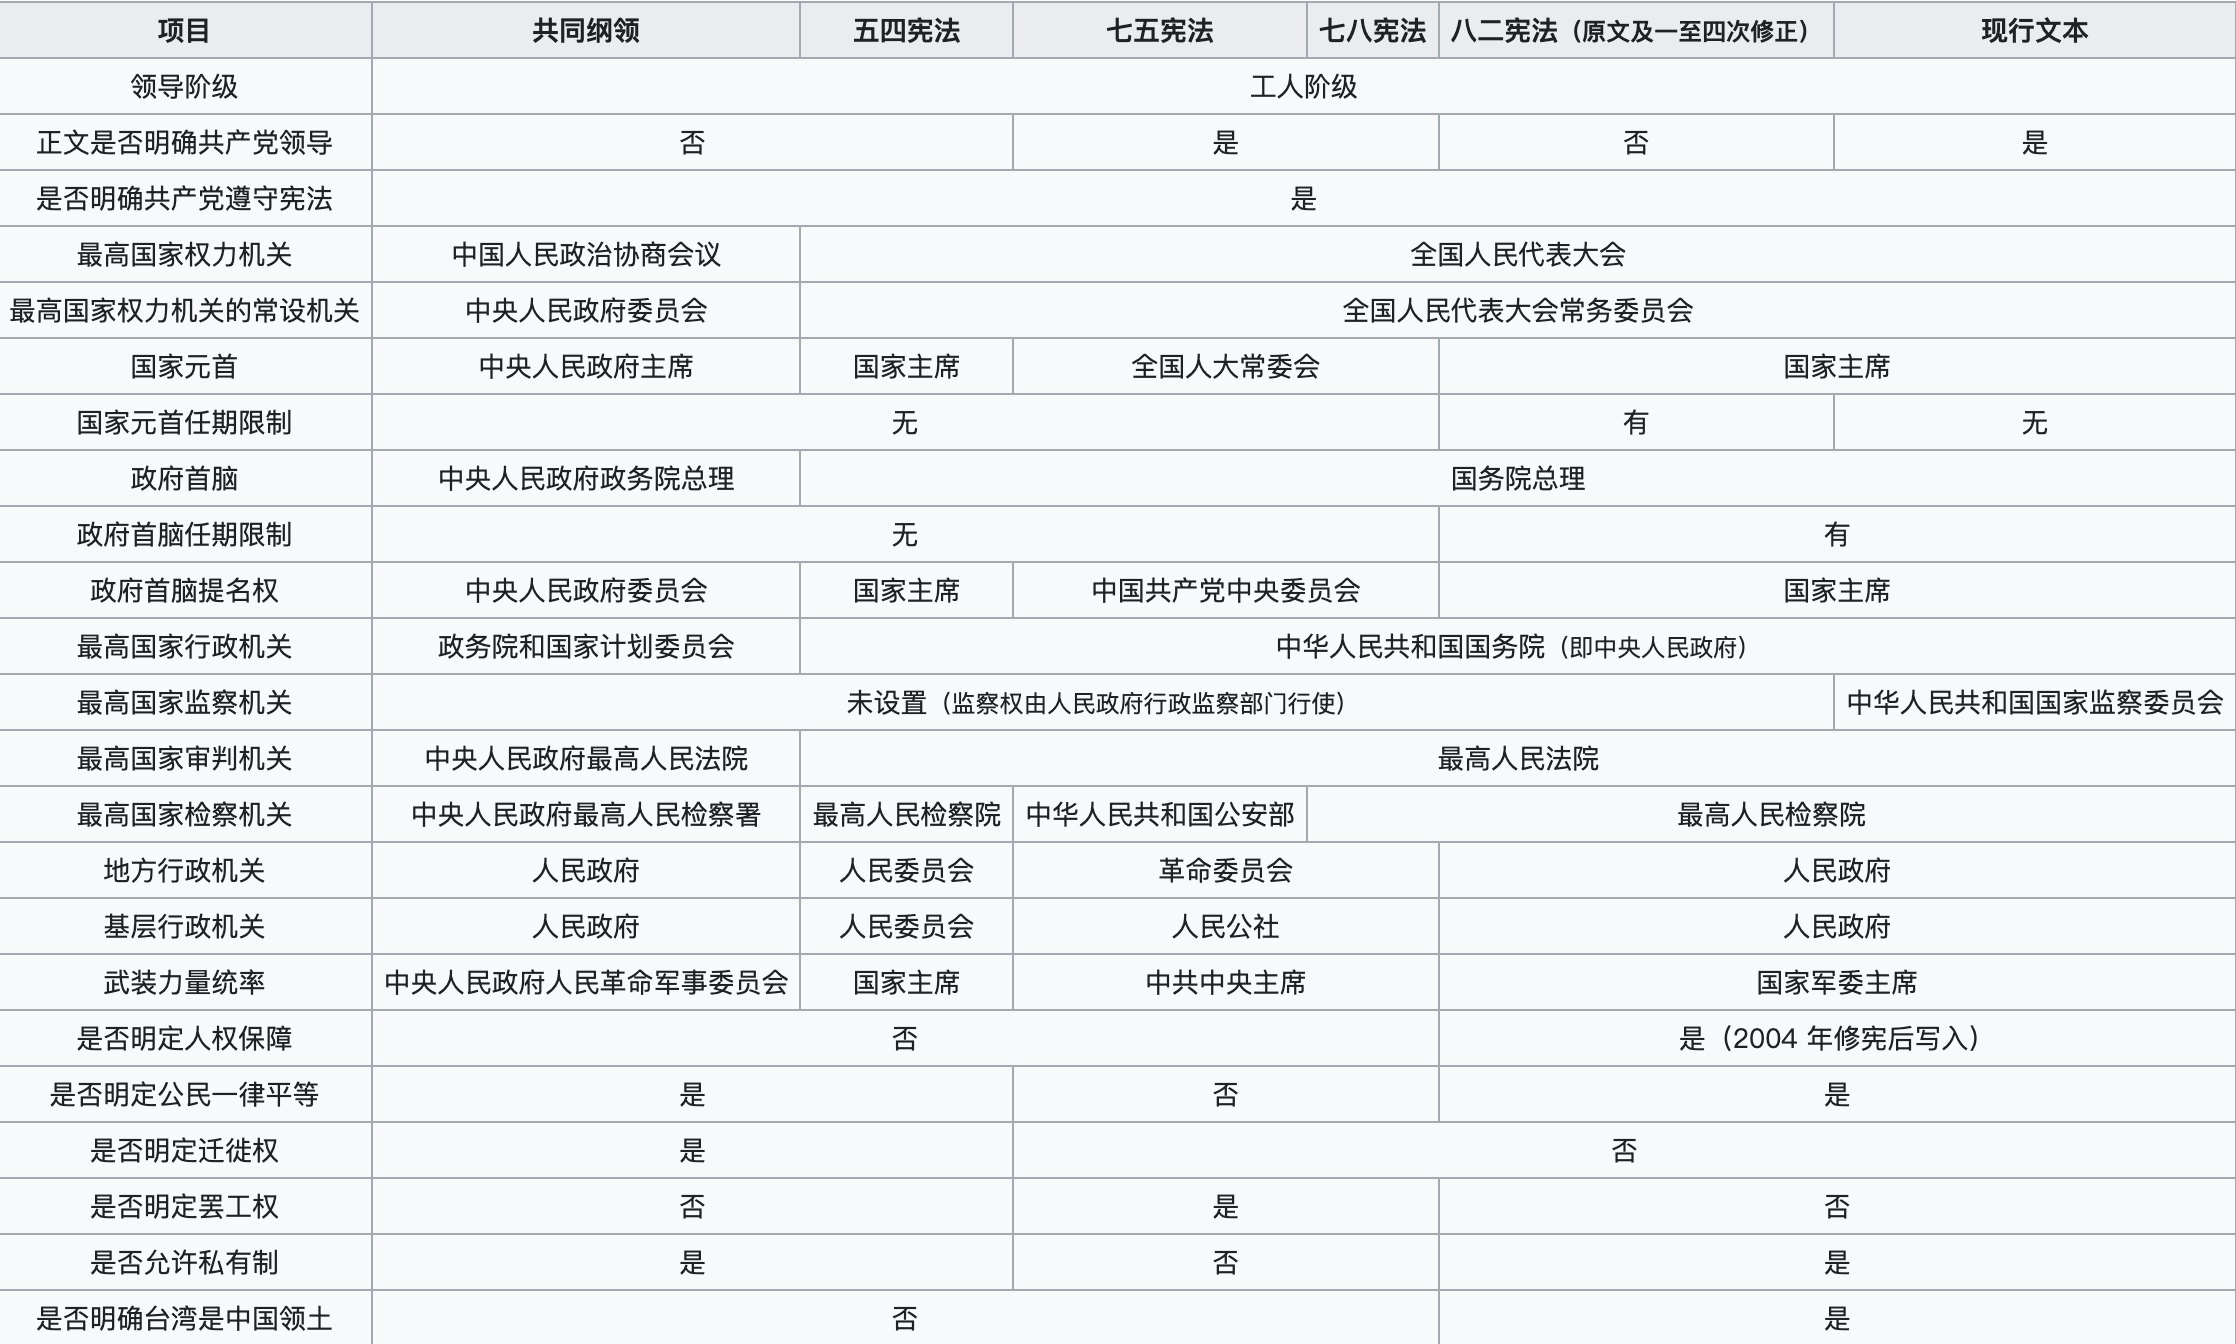 项目 共同纲领 五四宪法 七五宪法 七八宪法 八二宪法（原文及一至四次修正） 现行文本
领导阶级 工人阶级
正文是否明确共产党领导 否 是 否 是
是否明确共产党遵守宪法 是
最高国家权力机关 中国人民政治协商会议 全国人民代表大会
最高国家权力机关的常设机关 中央人民政府委员会 全国人民代表大会常务委员会
国家元首 中央人民政府主席 国家主席 全国人大常委会 国家主席
国家元首任期限制 无 有 无
政府首脑 中央人民政府政务院总理 国务院总理
政府首脑任期限制 无 有
政府首脑提名权 中央人民政府委员会 国家主席 中国共产党中央委员会 国家主席
最高国家行政机关 政务院和国家计划委员会 中华人民共和国国务院（即中央人民政府）
最高国家监察机关 未设置（监察权由人民政府行政监察部门行使） 中华人民共和国国家监察委员会
最高国家审判机关 中央人民政府最高人民法院 最高人民法院
最高国家检察机关 中央人民政府最高人民检察署 最高人民检察院 中华人民共和国公安部 最高人民检察院
地方行政机关 人民政府 人民委员会 革命委员会 人民政府
基层行政机关 人民政府 人民委员会 人民公社 人民政府
武装力量统率 中央人民政府人民革命军事委员会 国家主席 中共中央主席 国家军委主席
是否明定人权保障 否 是（2004 年修宪后写入）
是否明定公民一律平等 是 否 是
是否明定迁徙权 是 否
是否明定罢工权 否 是 否
是否允许私有制 是 否 是
是否明确台湾是中国领土 否 是